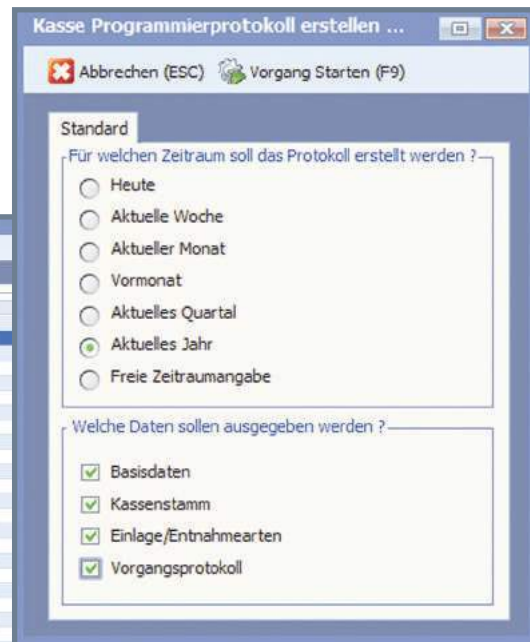 Kasse Programmierprotokoll erstellen ...
Abbrechen (ESC) Vorgang Starten (F9)
Standard
Für welchen Zeitraum soll das Protokoll erstellt werden ?
Heute
Aktuelle Woche
Aktueller Monat
Vormonat
Aktuelles Quartal
Aktuelles Jahr
Freie Zeitraumangabe
Welche Daten sollen ausgegeben werden ?
Basisdaten
Kassenstamm
Einlage/Entnahmearten
Vorgangsprotokoll